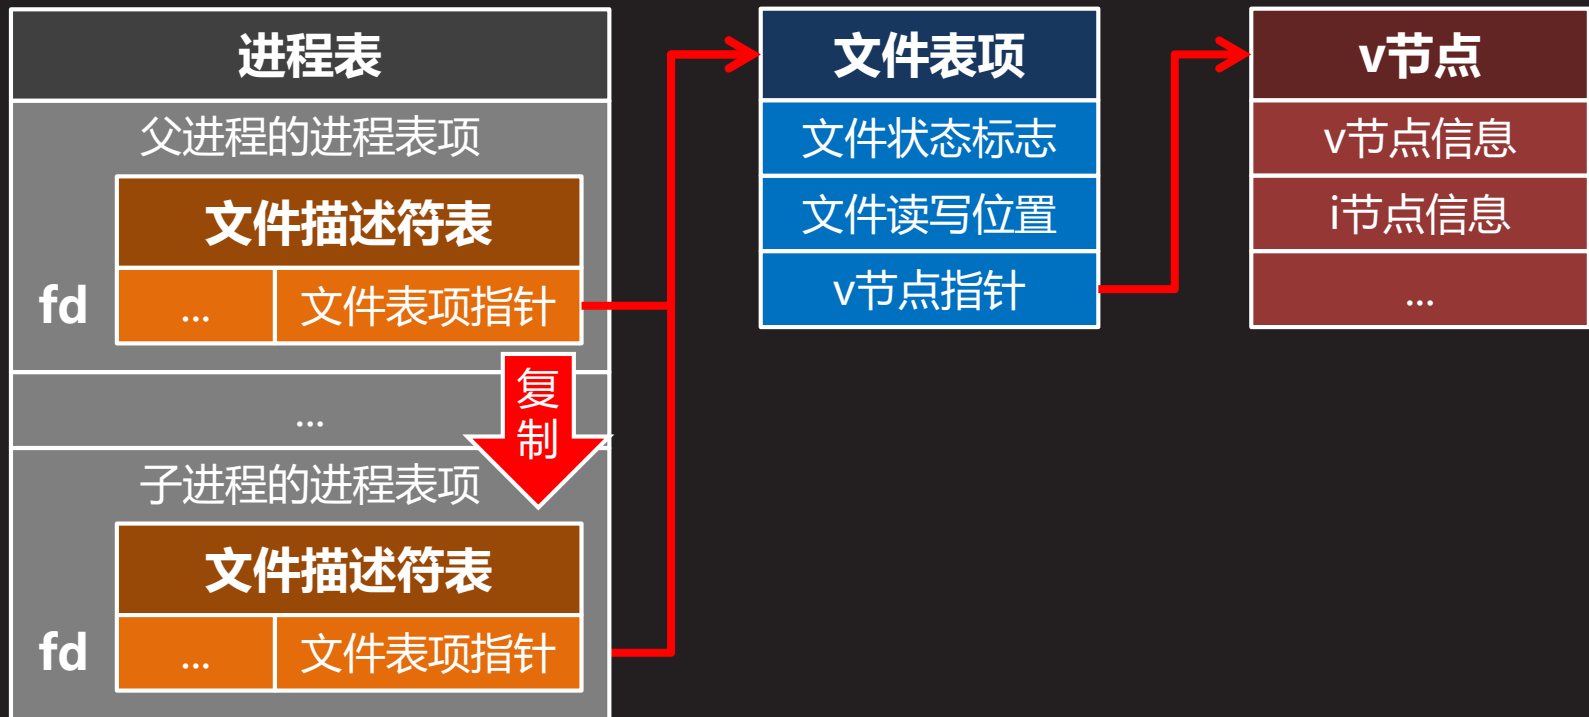 进程表
父进程的进程表项
文件描述符表
fd
...
文件表项指针
复
制
...
子进程的进程表项
文件描述符表
fd
...
文件表项指针
文件表项
文件状态标志
文件读写位置
v节点指针
v节点
v节点信息
i节点信息
...